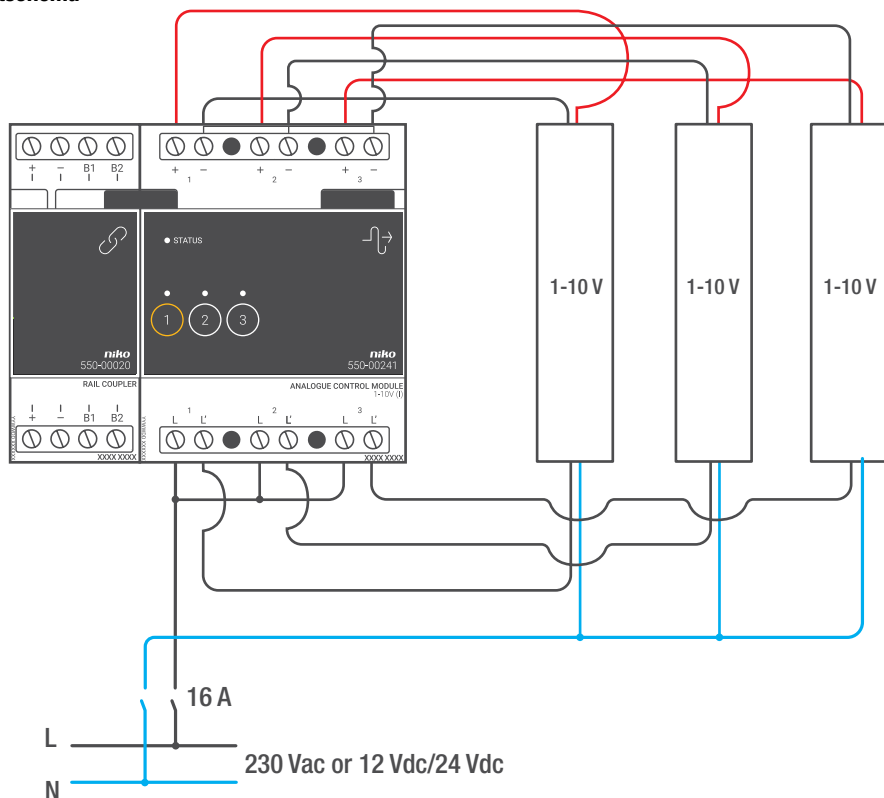 + − B1 B2
+ 1 − + 2 − + 3 −
STATUS
1 2 3
niko
550-00020
niko
550-00241
RAIL COUPLER
ANALOGUE CONTROL MODULE
1-10V (I)
+ − B1 B2
1 2 3
L L' L L' L L'
XXXX XXXX
XXXX XXXX
1-10 V
1-10 V
1-10 V
16 A
L
230 Vac or 12 Vdc/24 Vdc
N